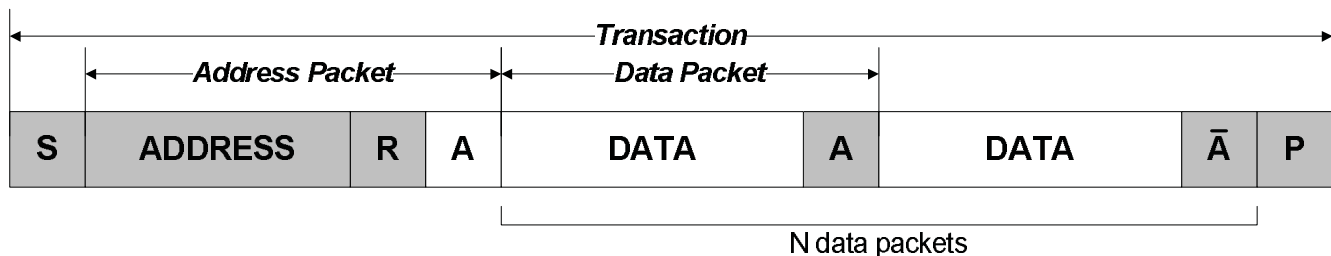 Transaction
Address Packet Data Packet
S ADDRESS R A DATA A DATA Ā P
N data packets